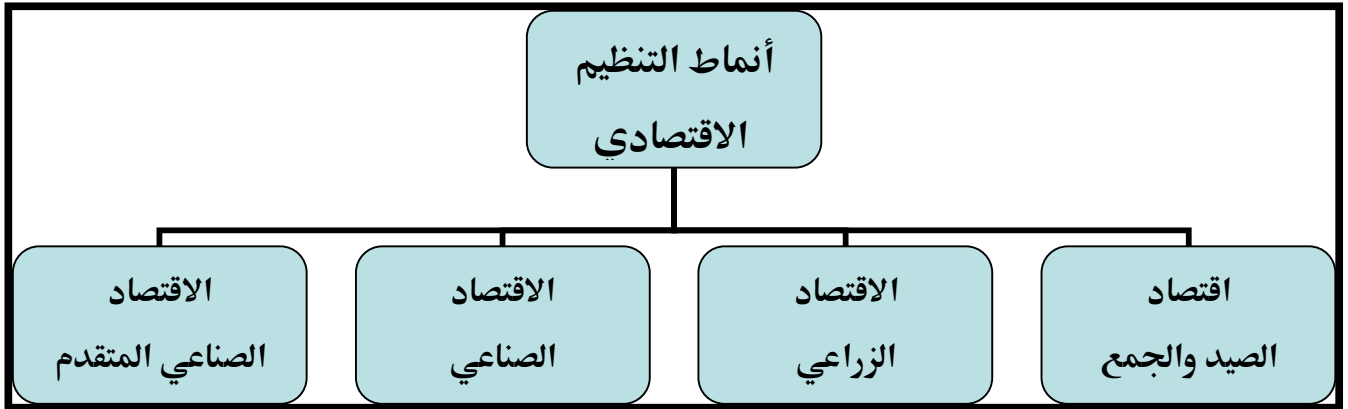 أنماط التنظيم
الاقتصادي
اقتصاد
الصيد والجمع
الاقتصاد
الزراعي
الاقتصاد
الصناعي
الاقتصاد
الصناعي المتقدم